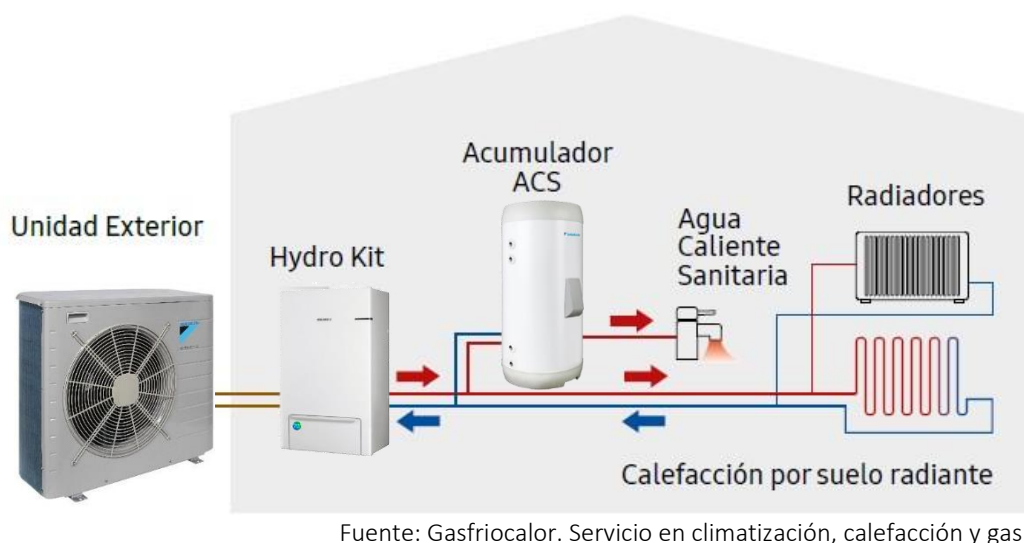 Acumulador
ACS
Radiadores
Unidad Exterior
Agua
Caliente
Sanitaria
Hydro Kit
Calefacción por suelo radiante
Fuente: Gasfriocalor. Servicio en climatización, calefacción y gas